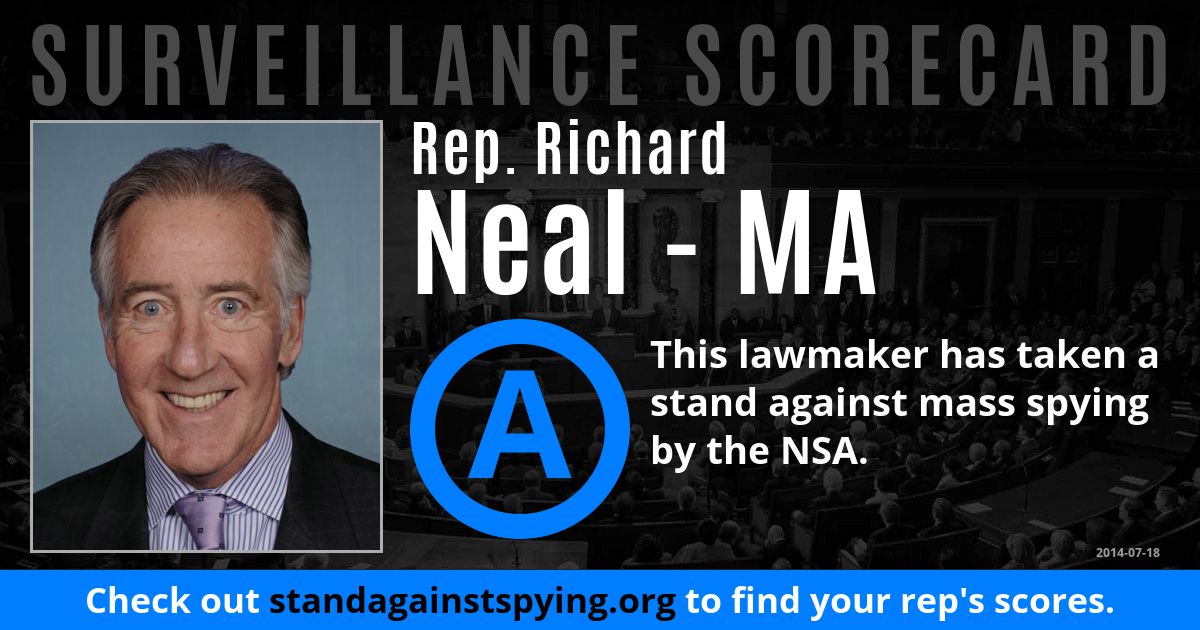 SURVEILLANCE SCORECARD
Rep. Richard
Neal - MA
A
This lawmaker has taken a
stand against mass spying
by the NSA.
2014-07-18
Check out standagainstspying.org to find your rep's scores.